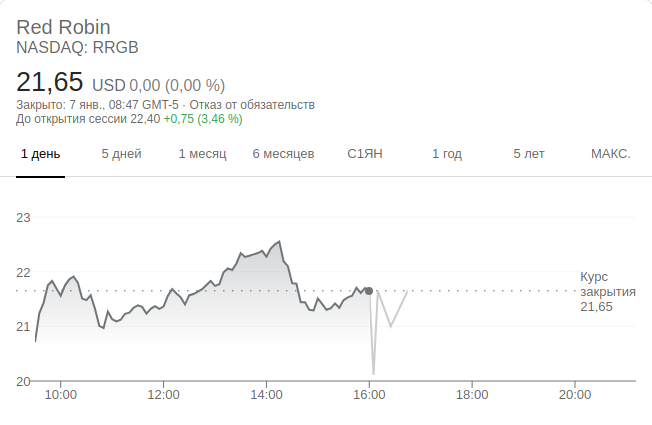 Red Robin
NASDAQ: RRGB
21,65 USD 0,00 (0,00 %)
Закрыто: 7 янв., 08:47 GMT-5 · Отказ от обязательств
До открытия сессии 22,40 +0,75 (3,46 %)
1 день 5 дней 1 месяц 6 месяцев С1ЯН 1 год 5 лет МАКС.
23
22
21
20
Курс
закрытия
21,65
10:00 12:00 14:00 16:00 18:00 20:00